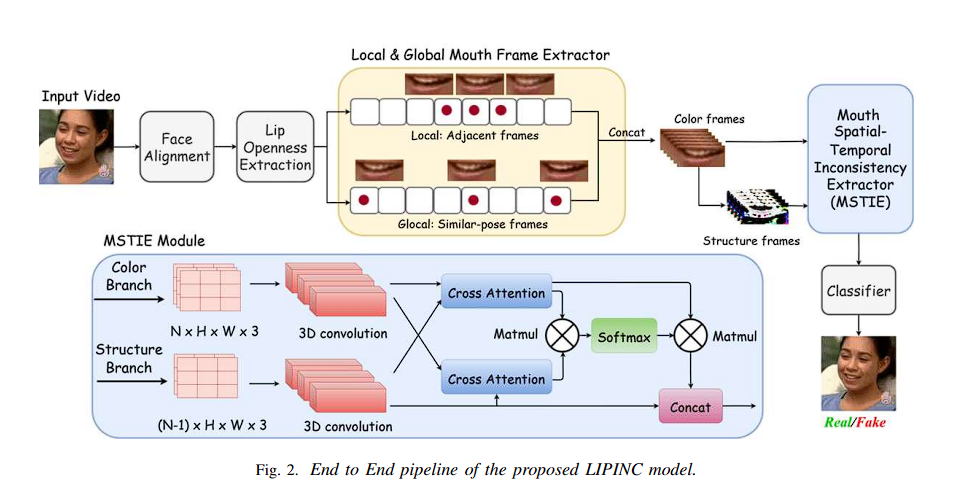 Local & Global Mouth Frame Extractor
Input Video
Face
Alignment
Lip
Openness
Extraction
Local: Adjacent frames
Glocal: Similar-pose frames
Concat
Color frames
Structure frames
Mouth
Spatial-
Temporal
Inconsistency
Extractor
(MSTIE)
Classifier
Real/Fake
MSTIE Module
Color
Branch
N x H x W x 3
3D convolution
Structure
Branch
(N-1) x H x W x 3
3D convolution
Cross Attention
Cross Attention
Matmul
Softmax
Matmul
Concat
Fig. 2. End to End pipeline of the proposed LIPINC model.